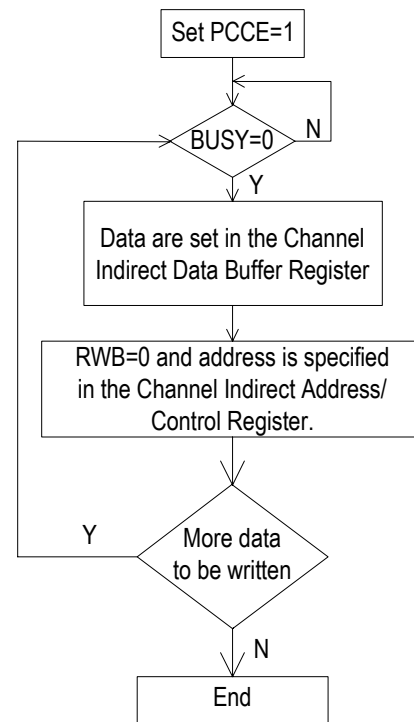 Set PCCE=1
BUSY=0
N
Y
Data are set in the Channel
Indirect Data Buffer Register
RWB=0 and address is specified
in the Channel Indirect Address/
Control Register.
Y
More data
to be written
N
End